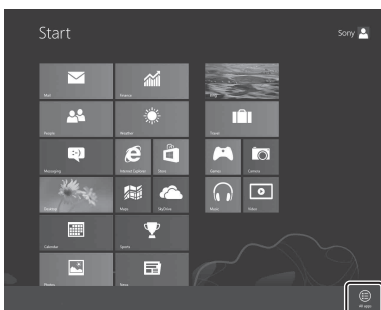 Start
Sony
Mail
Finance
People
Weather
Travel
Messaging
Internet Explorer
Store
Games
Camera
Desktop
Maps
SkyDrive
Music
Video
Calendar
Sports
Photos
News
All apps